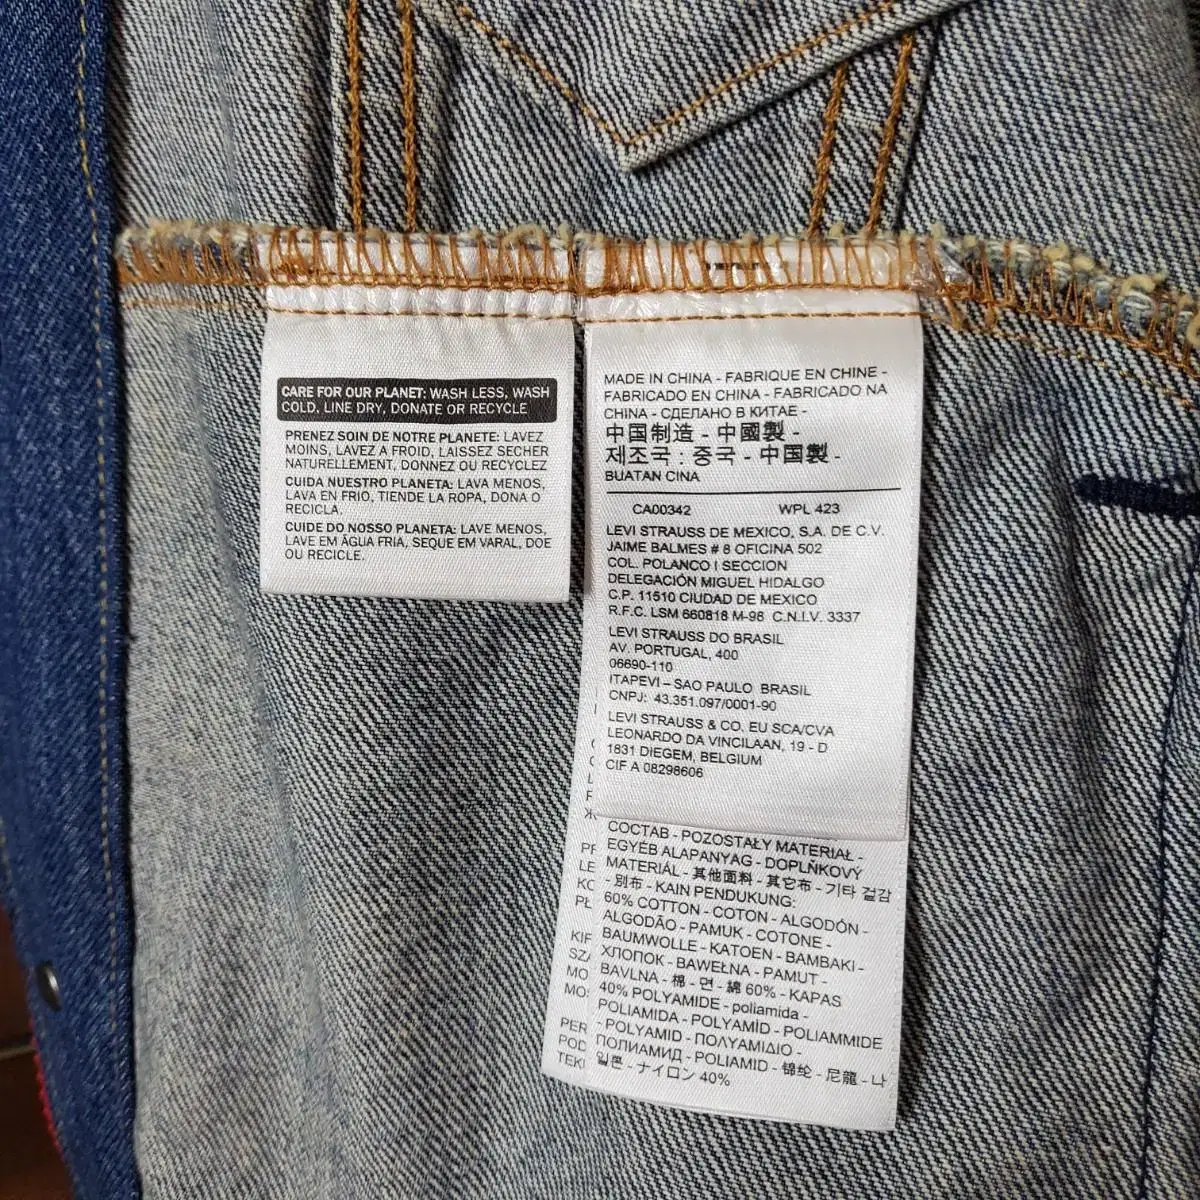 CARE FOR OUR PLANET: WASH LESS, WASH
COLD, LINE DRY, DONATE OR RECYCLE
PRENEZ SOIN DE NOTRE PLANETE: LAVEZ
MOINS, LAVEZ A FROID, LAISSEZ SECHER
NATURELLEMENT, DONNEZ OU RECYCLEZ
CUIDA NUESTRO PLANETA: LAVA MENOS,
LAVA EN FRIO, TIENDE LA ROPA, DONA O
RECICLA.
CUIDE DO NOSSO PLANETA: LAVE MENOS,
LAVE EM ÁGUA FRIA, SEQUE EM VARAL, DOE
OU RECICLE.
MADE IN CHINA - FABRIQUE EN CHINE -
FABRICADO EN CHINA - FABRICADO NA
CHINA - СДЕЛАНО В КИТАЕ -
中国制造 - 中國製 -
제조국 : 중국 - 中国製 -
BUATAN CINA
CA00342 WPL 423
LEVI STRAUSS DE MEXICO, S.A. DE C.V.
JAIME BALMES # 8 OFICINA 502
COL. POLANCO I SECCION
DELEGACIÓN MIGUEL HIDALGO
C.P. 11510 CIUDAD DE MEXICO
R.F.C. LSM 660818 M-98 C.N.I.V. 3337
LEVI STRAUSS DO BRASIL
AV. PORTUGAL, 400
06690-110
ITAPEVI – SAO PAULO BRASIL
CNPJ: 43.351.097/0001-90
LEVI STRAUSS & CO. EU SCA/CVA
LEONARDO DA VINCILAAN, 19 - D
1831 DIEGEM, BELGIUM
CIF A 08298606
СОСТАВ - POZOSTAŁY MATERIAŁ -
EGYÉB ALAPANYAG - DOPLŇKOVÝ
MATERIÁL - 其他面料 - 其它布 - 기타 겉감
- 別布 - KAIN PENDUKUNG:
60% COTTON - COTON - ALGODÓN -
ALGODÃO - PAMUK - COTONE -
BAUMWOLLE - KATOEN - BAMBAKI -
ХЛОПОК - BAWEŁNA - PAMUT -
BAVLNA - 棉 - 면 - 綿 60% - KAPAS
40% POLYAMIDE - poliamida -
POLIAMIDA - POLYAMİD - POLIAMMIDE
- POLYAMID - ΠΟΛΥΑΜΙΔΙΟ -
ПОЛИАМИД - POLIAMID - 锦纶 - 尼龍 - 나
일론 - ナイロン 40%